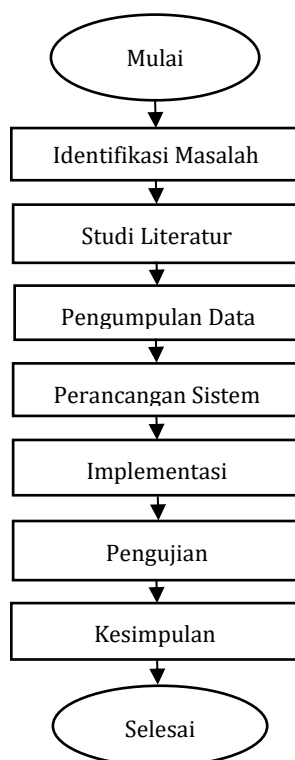 Mulai
Identifikasi Masalah
Studi Literatur
Pengumpulan Data
Perancangan Sistem
Implementasi
Pengujian
Kesimpulan
Selesai